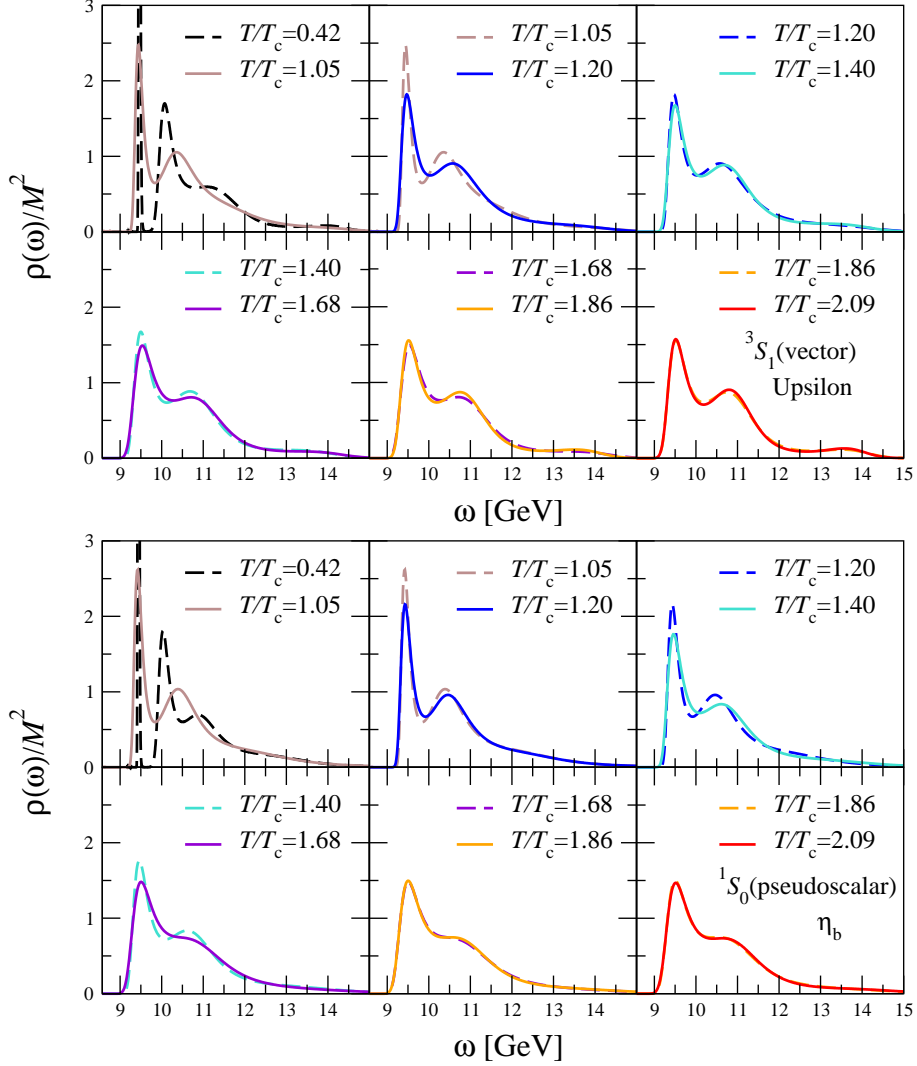 3
T/Tc=0.42
T/Tc=1.05
T/Tc=1.05
T/Tc=1.20
T/Tc=1.20
T/Tc=1.40
2
1
0
ρ(ω)/M²
T/Tc=1.40
T/Tc=1.68
T/Tc=1.68
T/Tc=1.86
T/Tc=1.86
T/Tc=2.09
³S₁(vector)
Upsilon
2
1
0
9 10 11 12 13 14 9 10 11 12 13 14 9 10 11 12 13 14 15
ω [GeV]
3
T/Tc=0.42
T/Tc=1.05
T/Tc=1.05
T/Tc=1.20
T/Tc=1.20
T/Tc=1.40
2
1
0
ρ(ω)/M²
T/Tc=1.40
T/Tc=1.68
T/Tc=1.68
T/Tc=1.86
T/Tc=1.86
T/Tc=2.09
¹S₀(pseudoscalar)
η_b
2
1
0
9 10 11 12 13 14 9 10 11 12 13 14 9 10 11 12 13 14 15
ω [GeV]